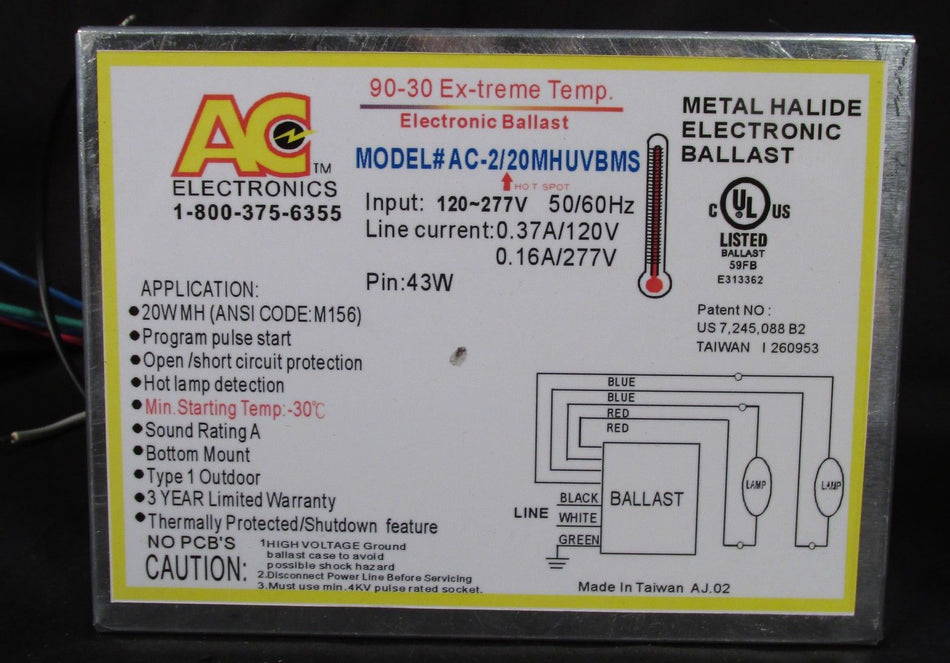 AC
TM
ELECTRONICS
1-800-375-6355
90-30 Ex-treme Temp.
Electronic Ballast
MODEL# AC-2/20MHUVBMS
HOT SPOT
Input: 120~277V 50/60Hz
Line current:0.37A/120V
0.16A/277V
Pin:43W
METAL HALIDE
ELECTRONIC
BALLAST
C UL US
LISTED
BALLAST
59FB
E313362
Patent NO :
US 7,245,088 B2
TAIWAN I 260953
APPLICATION:
•20W MH (ANSI CODE:M156)
•Program pulse start
•Open /short circuit protection
•Hot lamp detection
•Min.Starting Temp:-30℃
•Sound Rating A
•Bottom Mount
•Type 1 Outdoor
•3 YEAR Limited Warranty
•Thermally Protected/Shutdown feature
NO PCB'S
CAUTION:
1HIGH VOLTAGE Ground
ballast case to avoid
possible shock hazard
2.Disconnect Power Line Before Servicing
3.Must use min.4KV pulse rated socket.
BLUE
BLUE
RED
RED
LAMP
LAMP
BALLAST
LINE
BLACK
WHITE
GREEN
Made In Taiwan AJ.02